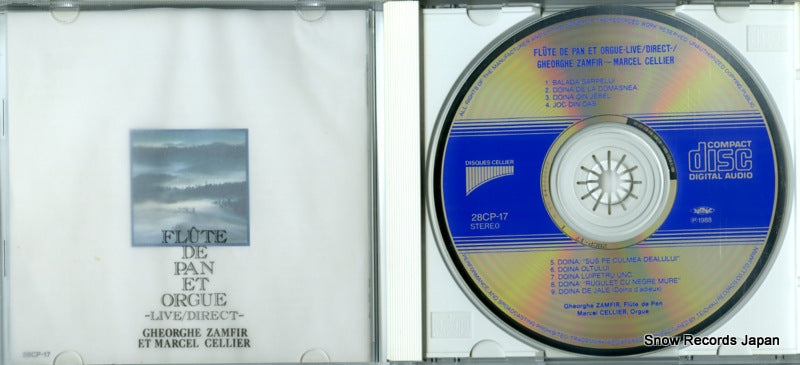 FLÛTE
DE
PAN
ET
ORGUE
-LIVE/DIRECT-
GHEORGHE ZAMFIR
ET MARCEL CELLIER
28CP-17
FLÛTE DE PAN ET ORGUE-LIVE/DIRECT-/
GHEORGHE ZAMFIR—MARCEL CELLIER
1. BALADA SARPELUI
2. DOINA DE LA DOMASNEA
3. DOINA DIN JEBEL
4. JOC DIN OAS
DISQUES CELLIER
28CP-17
STEREO
COMPACT
disc
DIGITAL AUDIO
℗1988
5. DOINA, "SUS PE CULMEA DEALULUI"
6. DOINA OLTULUI
7. DOINA LUI PETRU UNC
8. DOINA: "RUGULET CU NEGRE MURE"
9. DOINA DE JALE (Doina d'adieux)
Gheorghe ZAMFIR, Flûte de Pan
Marcel CELLIER, Orgue
Snow Records Japan